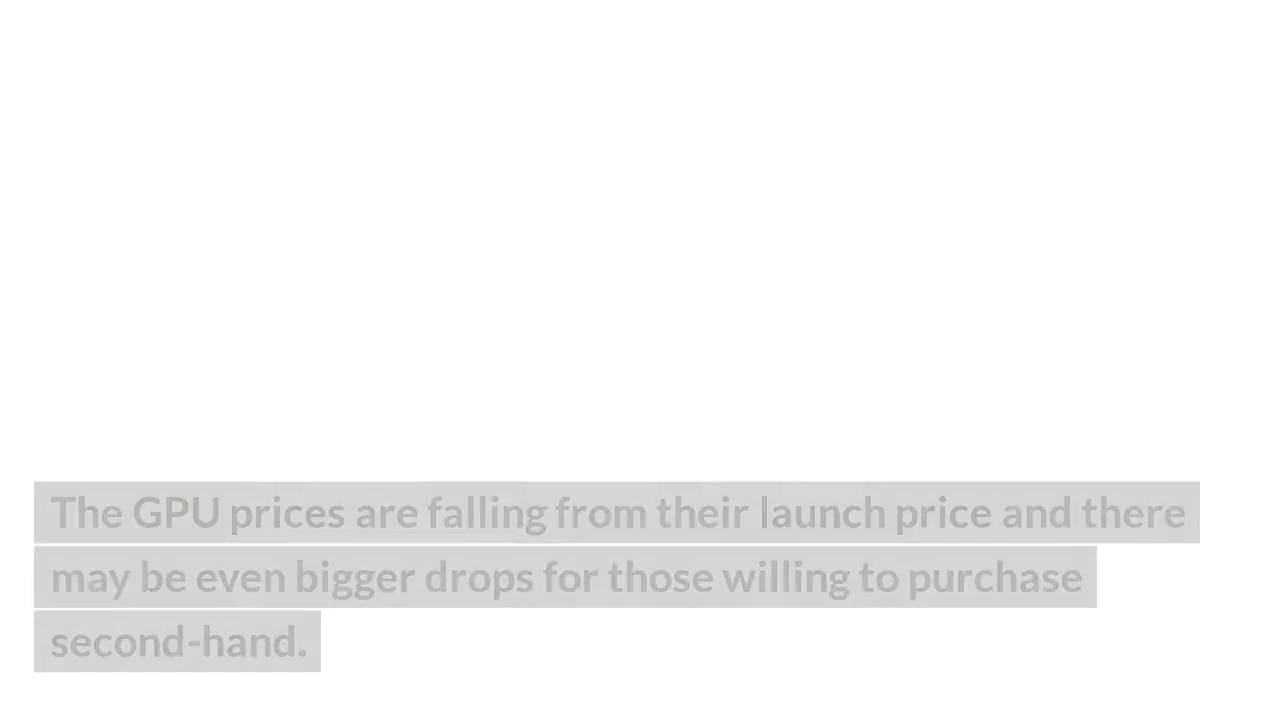 The GPU prices are falling from their launch price and there
may be even bigger drops for those willing to purchase
second-hand.